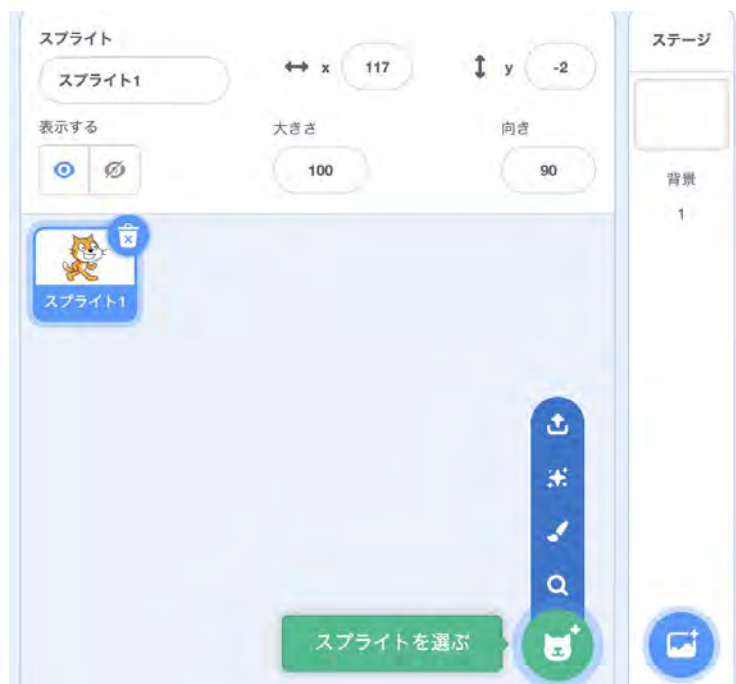 スプライト
スプライト1
x 117
y -2
表示する
大きさ
100
向き
90
スプライト1
スプライトを選ぶ
ステージ
背景
1